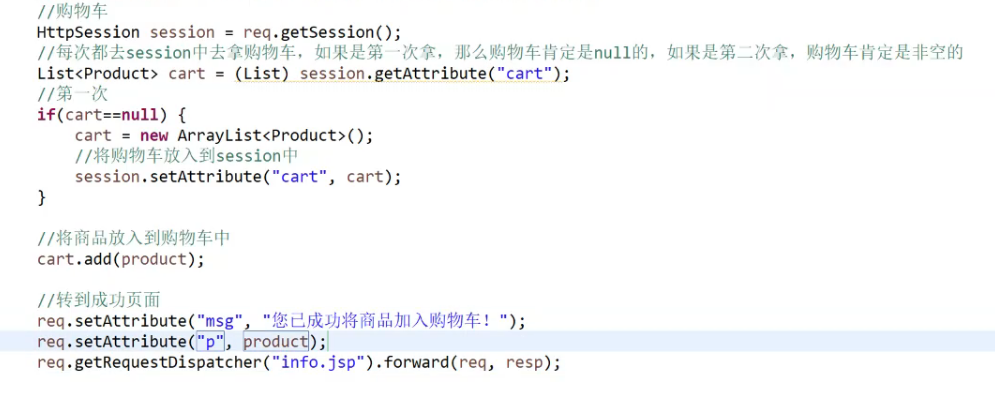 //购物车
HttpSession session = req.getSession();
//每次都去session中去拿购物车，如果是第一次拿，那么购物车肯定是null的，如果是第二次拿，购物车肯定是非空的
List<Product> cart = (List) session.getAttribute("cart");
//第一次
if(cart==null) {
    cart = new ArrayList<Product>();
    //将购物车放入到session中
    session.setAttribute("cart", cart);
}
//将商品放入到购物车中
cart.add(product);
//转到成功页面
req.setAttribute("msg", "您已成功将商品加入购物车！");
req.setAttribute("p", product);
req.getRequestDispatcher("info.jsp").forward(req, resp);